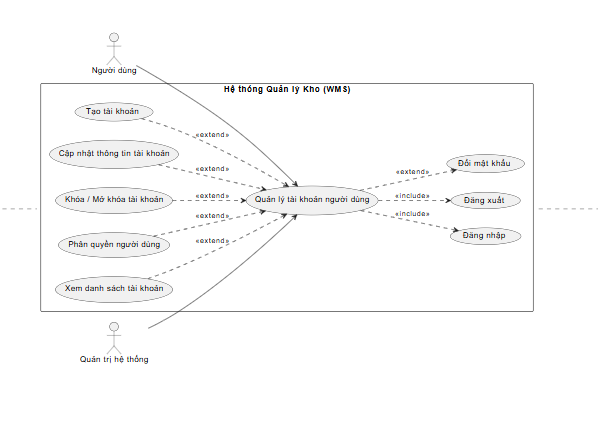 Người dùng
Hệ thống Quản lý Kho (WMS)
Tạo tài khoản
«extend»
Cập nhật thông tin tài khoản
«extend»
Đổi mật khẩu
«extend»
Khóa / Mở khóa tài khoản
«extend»
Quản lý tài khoản người dùng
«include»
Đăng xuất
«extend»
«include»
Phân quyền người dùng
Đăng nhập
«extend»
Xem danh sách tài khoản
Quản trị hệ thống